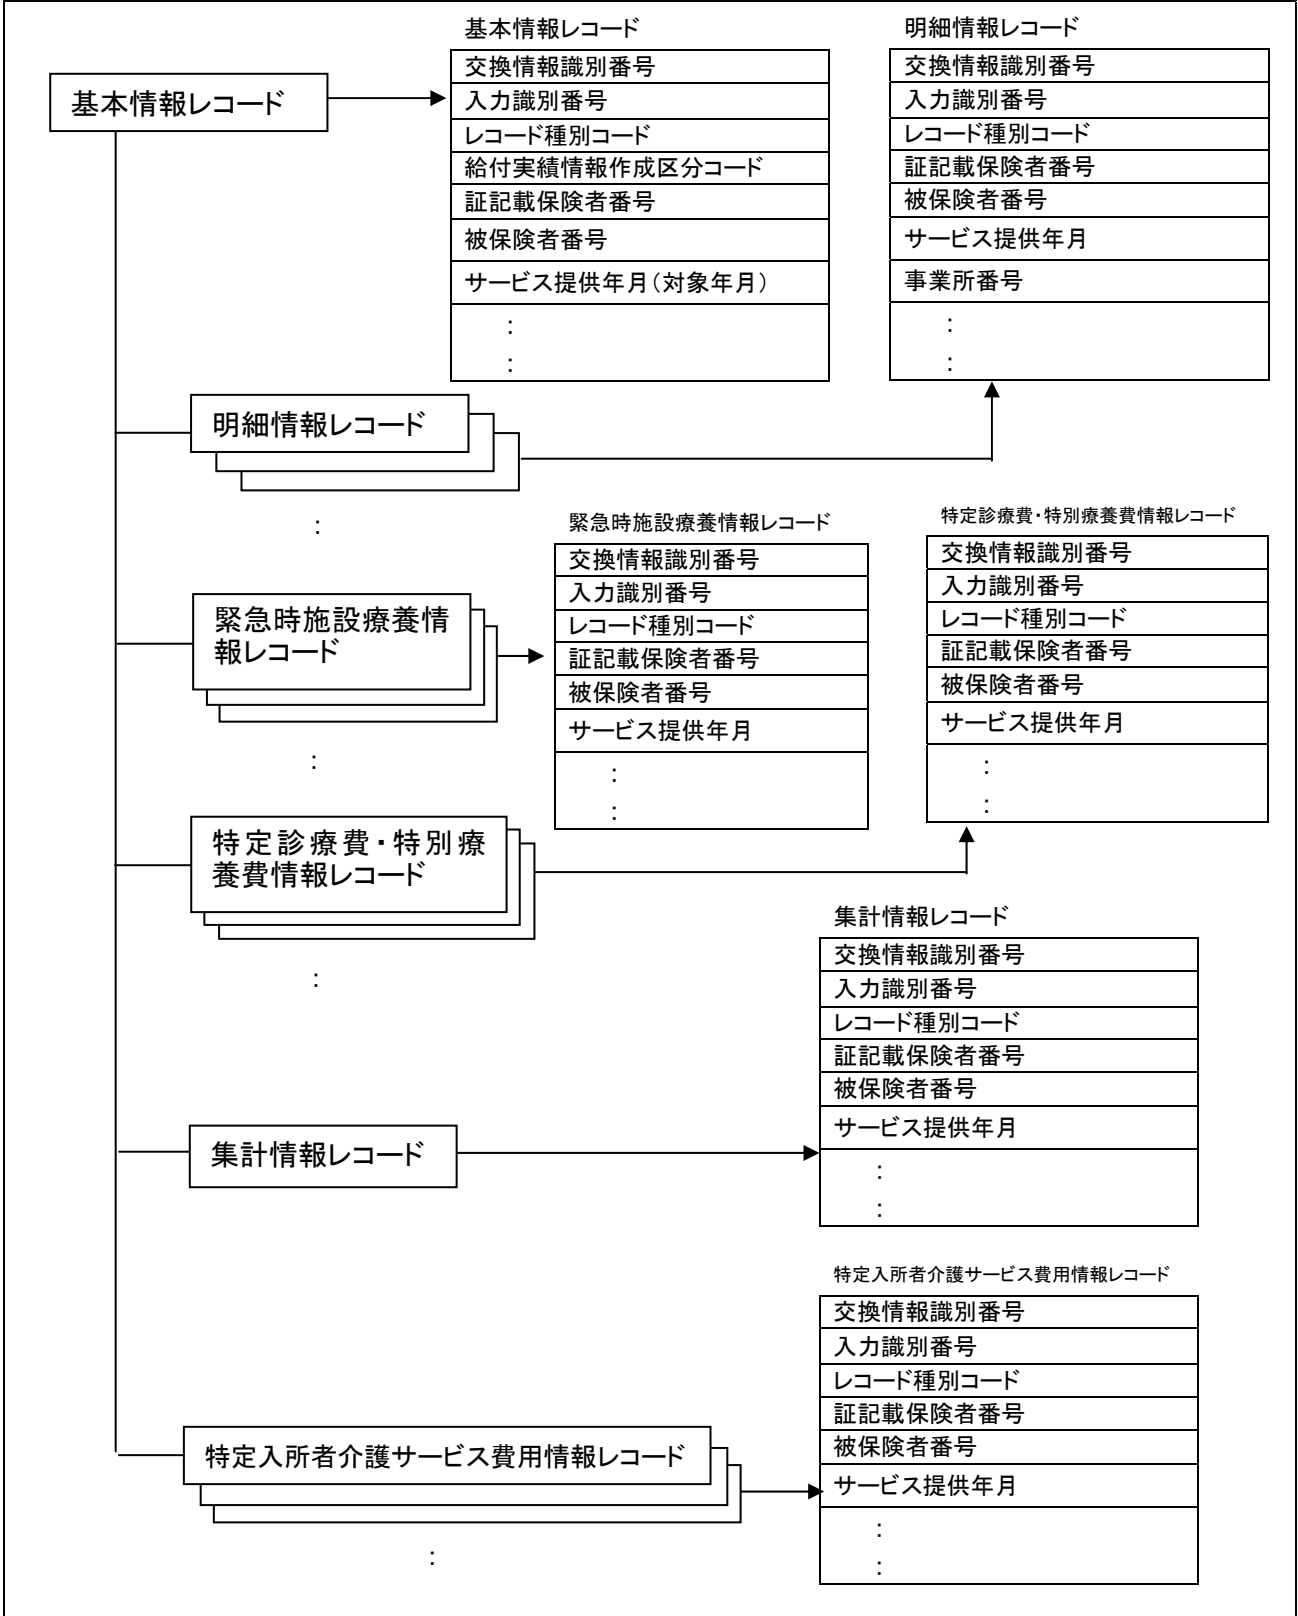 基本情報レコード
基本情報レコード
交換情報識別番号
入力識別番号
レコード種別コード
給付実績情報作成区分コード
証記載保険者番号
被保険者番号
サービス提供年月(対象年月)
:
:
明細情報レコード
交換情報識別番号
入力識別番号
レコード種別コード
証記載保険者番号
被保険者番号
サービス提供年月
事業所番号
:
:
明細情報レコード
:
緊急時施設療養情
報レコード
:
緊急時施設療養情報レコード
交換情報識別番号
入力識別番号
レコード種別コード
証記載保険者番号
被保険者番号
サービス提供年月
:
:
特定診療費・特別療養費情報レコード
交換情報識別番号
入力識別番号
レコード種別コード
証記載保険者番号
被保険者番号
サービス提供年月
:
:
特定診療費・特別療
養費情報レコード
:
集計情報レコード
集計情報レコード
交換情報識別番号
入力識別番号
レコード種別コード
証記載保険者番号
被保険者番号
サービス提供年月
:
:
特定入所者介護サービス費用情報レコード
:
特定入所者介護サービス費用情報レコード
交換情報識別番号
入力識別番号
レコード種別コード
証記載保険者番号
被保険者番号
サービス提供年月
:
: